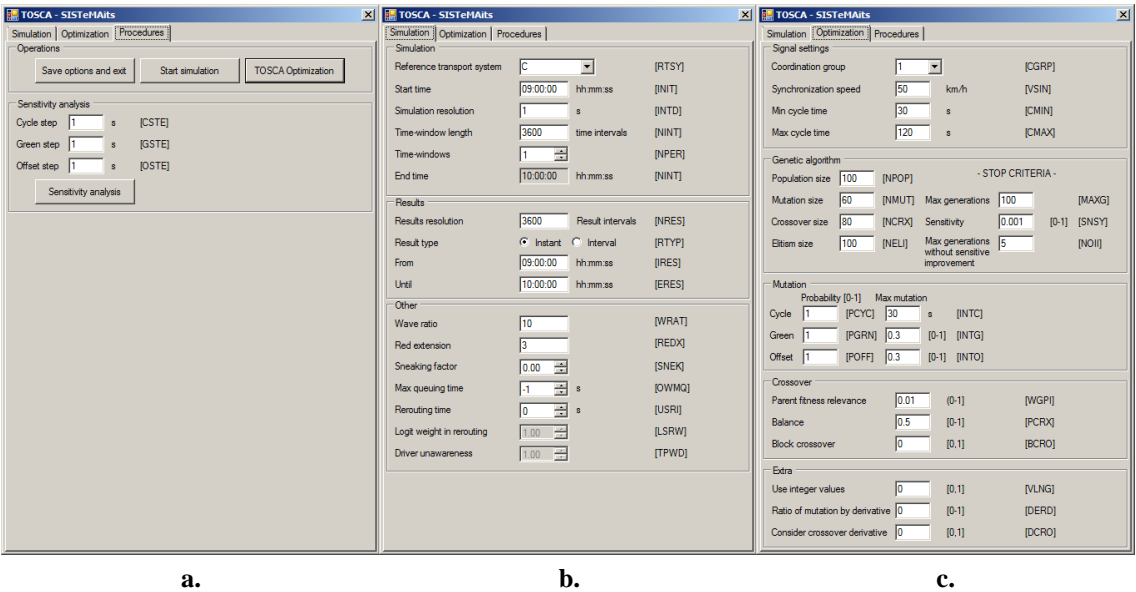 TOSCA - SISTeMAits
Simulation Optimization Procedures
Operations
Save options and exit Start simulation TOSCA Optimization
Sensitivity analysis
Cycle step 1 s [CSTE]
Green step 1 s [GSTE]
Offset step 1 s [OSTE]
Sensitivity analysis
a.
TOSCA - SISTeMAits
Simulation Optimization Procedures
Simulation
Reference transport system C [RTSY]
Start time 09:00:00 hh:mm:ss [INIT]
Simulation resolution 1 s [INTD]
Time-window length 3600 time intervals [NINT]
Time-windows 1 [NPER]
End time 10:00:00 hh:mm:ss [NINT]
Results
Results resolution 3600 Result intervals [NRES]
Result type Instant Interval [RTYP]
From 09:00:00 hh:mm:ss [IRES]
Until 10:00:00 hh:mm:ss [ERES]
Other
Wave ratio 10 [WRAT]
Red extension 3 [REDX]
Sneaking factor 0.00 [SNEK]
Max queuing time -1 s [OWMQ]
Rerouting time 0 s [USRI]
Logit weight in rerouting 1.00 [LSRW]
Driver unawareness 1.00 [TPWD]
b.
TOSCA - SISTeMAits
Simulation Optimization Procedures
Signal settings
Coordination group 1 [CGRP]
Synchronization speed 50 km/h [VSIN]
Min cycle time 30 s [CMIN]
Max cycle time 120 s [CMAX]
Genetic algorithm
Population size 100 [NPOP] - STOP CRITERIA -
Mutation size 60 [NMUT] Max generations 100 [MAXG]
Crossover size 80 [NCRX] Sensitivity 0.001 [0-1] [SNSY]
Elitism size 100 [NELI] Max generations without sensitive improvement 5 [NOII]
Mutation
Probability [0-1] Max mutation
Cycle 1 [PCYC] 30 s [INTC]
Green 1 [PGRN] 0.3 [0-1] [INTG]
Offset 1 [POFF] 0.3 [0-1] [INTO]
Crossover
Parent fitness relevance 0.01 (0-1] [WGPI]
Balance 0.5 [0-1] [PCRX]
Block crossover 0 [0,1] [BCRO]
Extra
Use integer values 0 [0,1] [VLNG]
Ratio of mutation by derivative 0 [0-1] [DERD]
Consider crossover derivative 0 [0,1] [DCRO]
c.